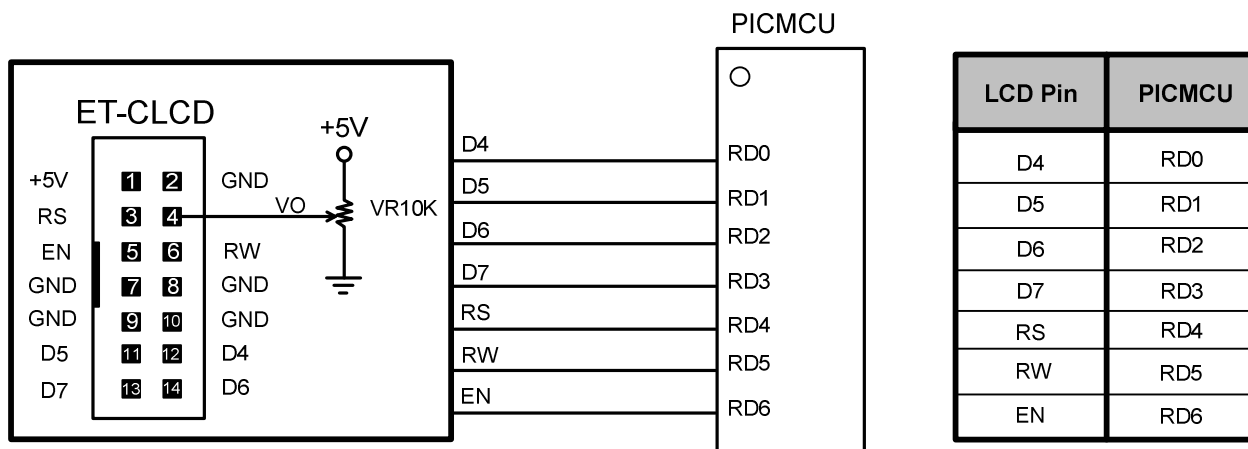 PICMCU
ET-CLCD
+5V
+5V 1 2 GND
RS 3 4 VO VR10K
EN 5 6 RW
GND 7 8 GND
GND 9 10 GND
D5 11 12 D4
D7 13 14 D6
D4 RD0
D5 RD1
D6 RD2
D7 RD3
RS RD4
RW RD5
EN RD6
LCD Pin PICMCU
D4 RD0
D5 RD1
D6 RD2
D7 RD3
RS RD4
RW RD5
EN RD6